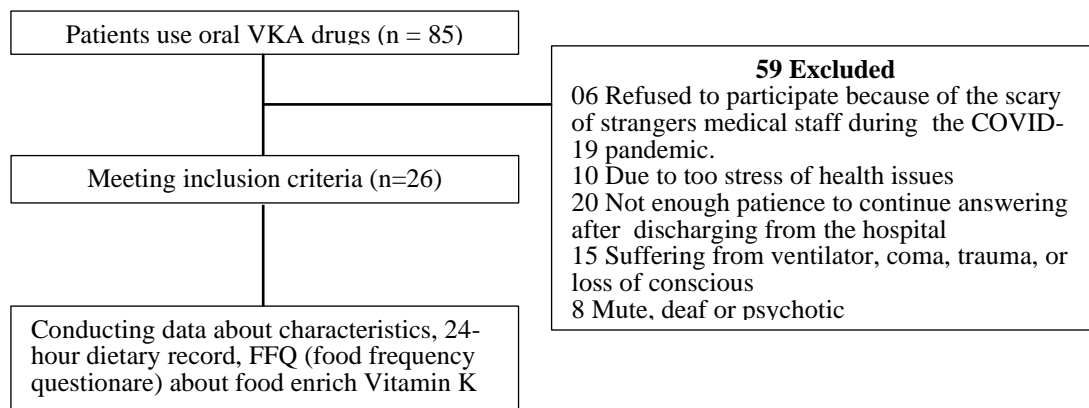 Patients use oral VKA drugs (n = 85)
59 Excluded
06 Refused to participate because of the scary
of strangers medical staff during the COVID-
19 pandemic.
10 Due to too stress of health issues
20 Not enough patience to continue answering
after discharging from the hospital
15 Suffering from ventilator, coma, trauma, or
loss of conscious
8 Mute, deaf or psychotic
Meeting inclusion criteria (n=26)
Conducting data about characteristics, 24-
hour dietary record, FFQ (food frequency
questionare) about food enrich Vitamin K